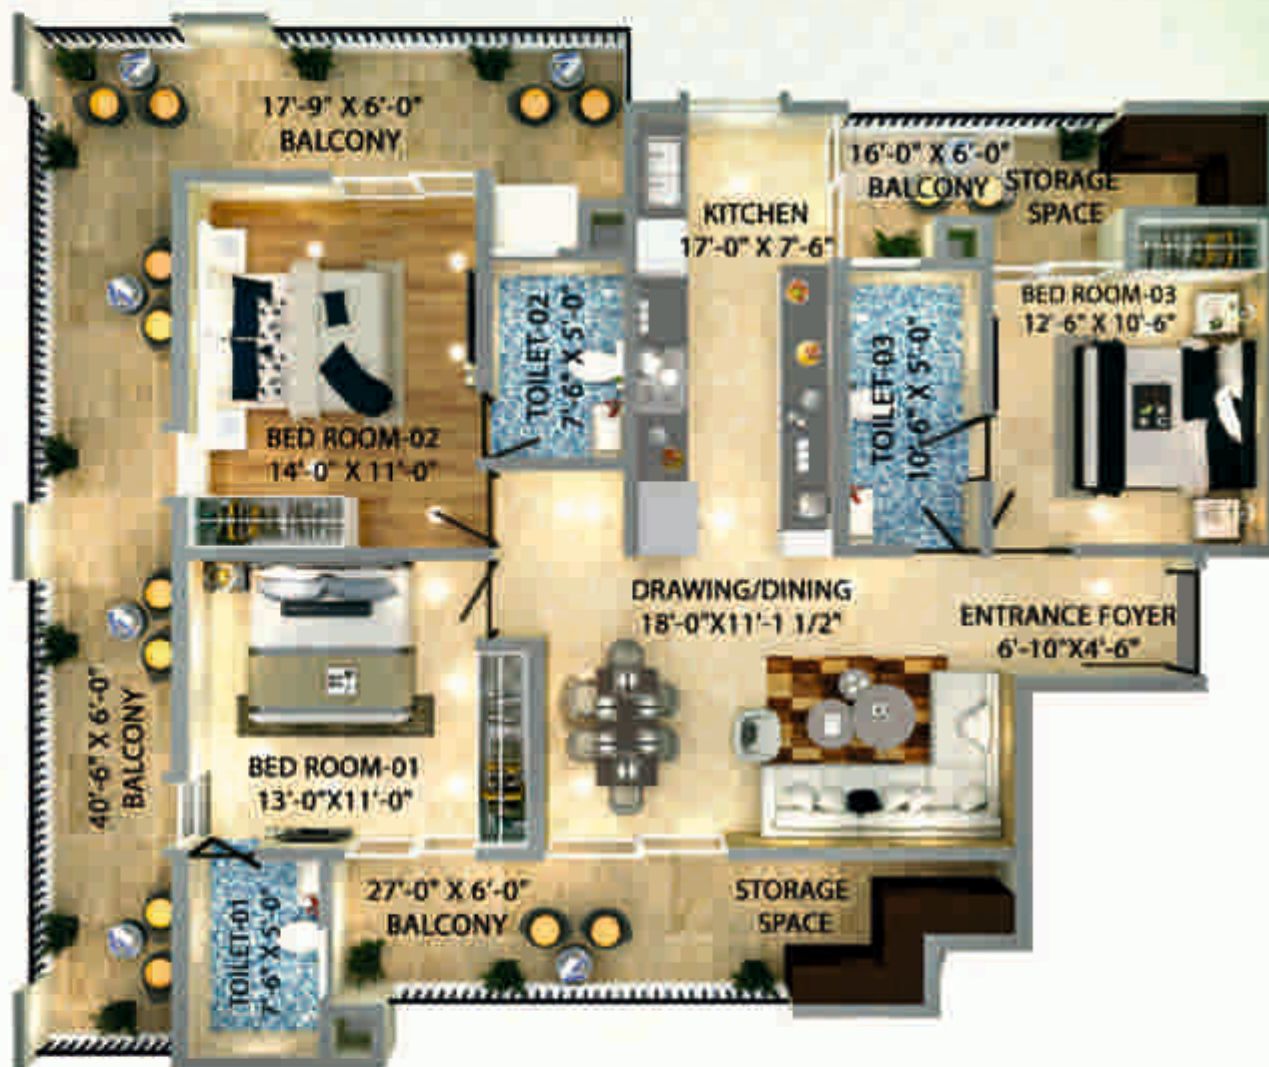 17'-9" X 6'-0"
BALCONY
16'-0" X 6'-0"
BALCONY
STORAGE
SPACE
KITCHEN
17'-0" X 7'-6"
BED ROOM-03
12'-6" X 10'-6"
TOILET-02
7'-6" X 5'-0"
TOILET-03
10'-6" X 5'-0"
BED ROOM-02
14'-0" X 11'-0"
DRAWING/DINING
18'-0"X11'-1 1/2"
ENTRANCE FOYER
6'-10"X4'-6"
40'-6" X 6'-0"
BALCONY
BED ROOM-01
13'-0"X11'-0"
27'-0" X 6'-0"
BALCONY
STORAGE
SPACE
TOILET-01
7'-6" X 5'-0"